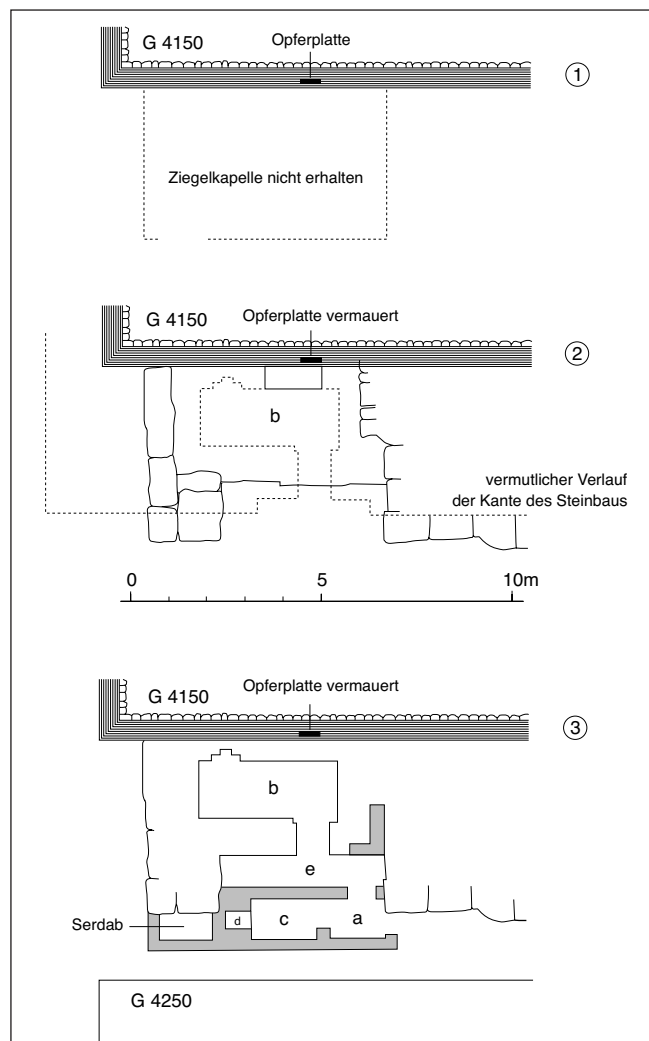 Opferplatte
G 4150
1
Ziegelkapelle nicht erhalten
G 4150
Opferplatte vermauert
2
b
vermutlicher Verlauf
der Kante des Steinbaus
0 5 10m
Opferplatte vermauert
G 4150
3
b
e
Serdab
d
c
a
G 4250